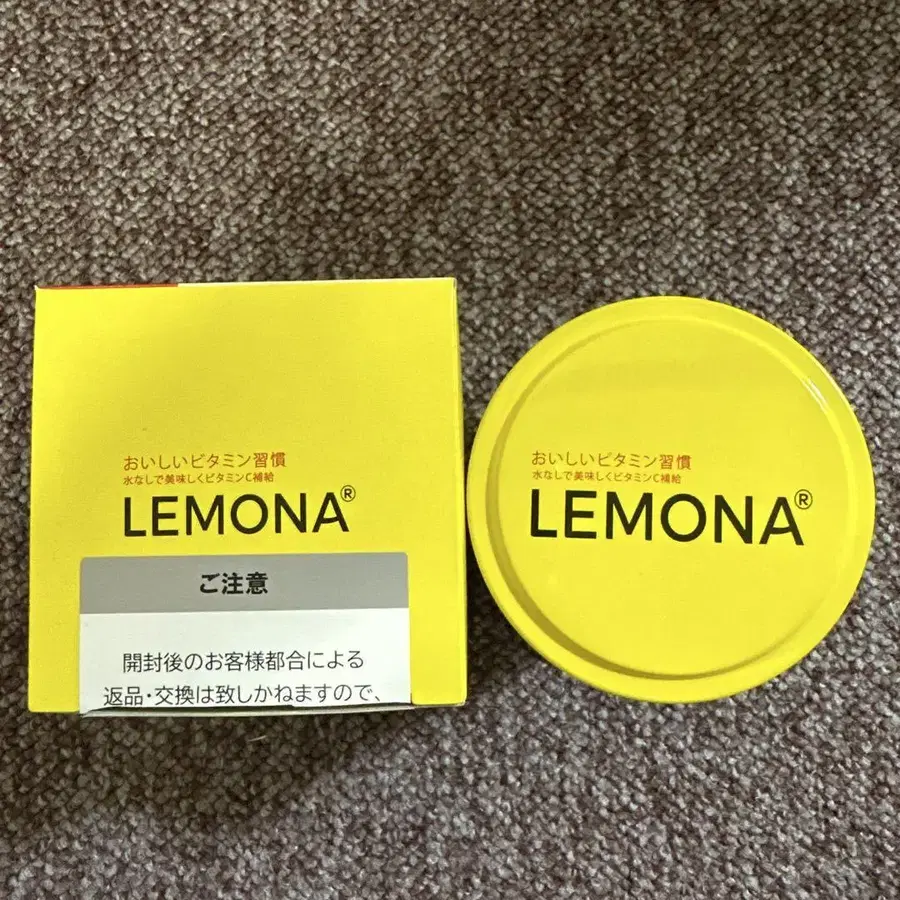 おいしいビタミン習慣
水なしで美味しくビタミンC補給
LEMONA®
ご注意
開封後のお客様都合による
返品・交換は致しかねますので、
おいしいビタミン習慣
水なしで美味しくビタミンC補給
LEMONA®